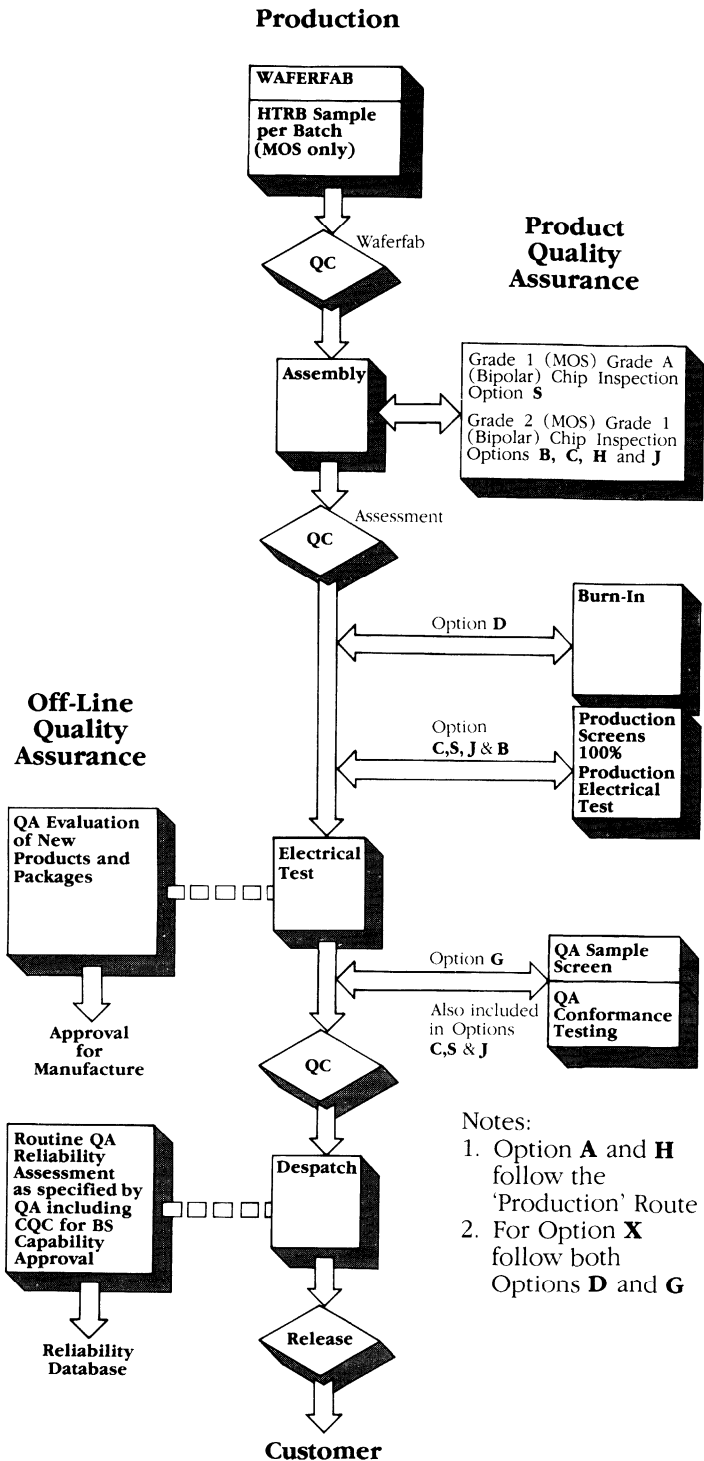 Production
WAFERFAB
HTRB Sample
per Batch
(MOS only)
Waferfab
QC
Product
Quality
Assurance
Assembly
Grade 1 (MOS) Grade A
(Bipolar) Chip Inspection
Option S
Grade 2 (MOS) Grade 1
(Bipolar) Chip Inspection
Options B, C, H and J
Assessment
QC
Option D
Burn-In
Option
C,S, J & B
Production
Screens
100%
Production
Electrical
Test
Off-Line
Quality
Assurance
QA Evaluation
of New
Products and
Packages
Electrical
Test
Approval
for
Manufacture
Option G
Also included
in Options
C,S & J
QA Sample
Screen
QA
Conformance
Testing
QC
Routine QA
Reliability
Assessment
as specified by
QA including
CQC for BS
Capability
Approval
Despatch
Notes:
1. Option A and H
follow the
'Production' Route
2. For Option X
follow both
Options D and G
Reliability
Database
Release
Customer